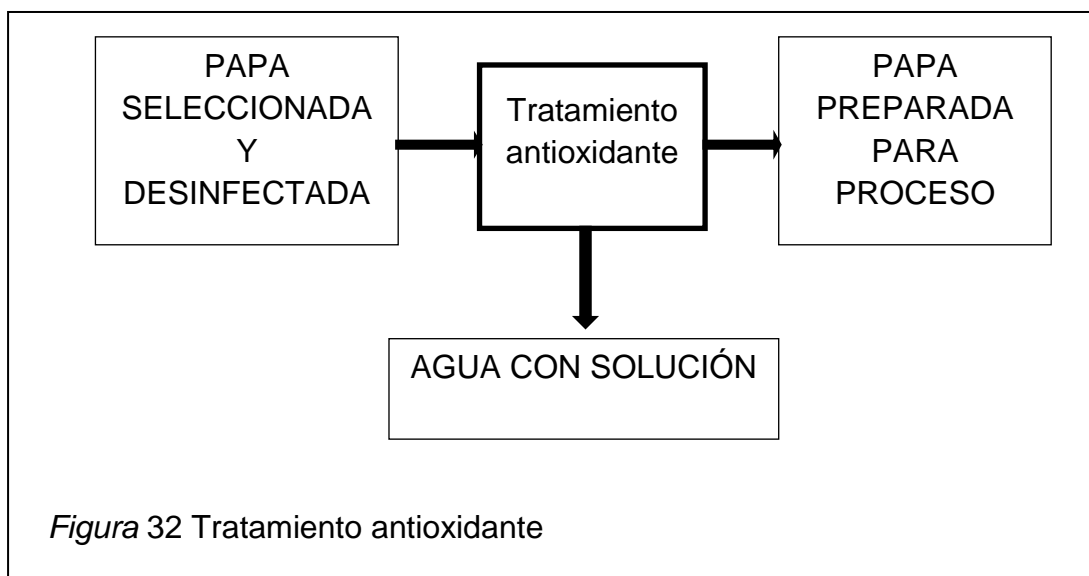 PAPA
SELECCIONADA
Y
DESINFECTADA
Tratamiento
antioxidante
PAPA
PREPARADA
PARA
PROCESO
AGUA CON SOLUCIÓN
Figura 32 Tratamiento antioxidante